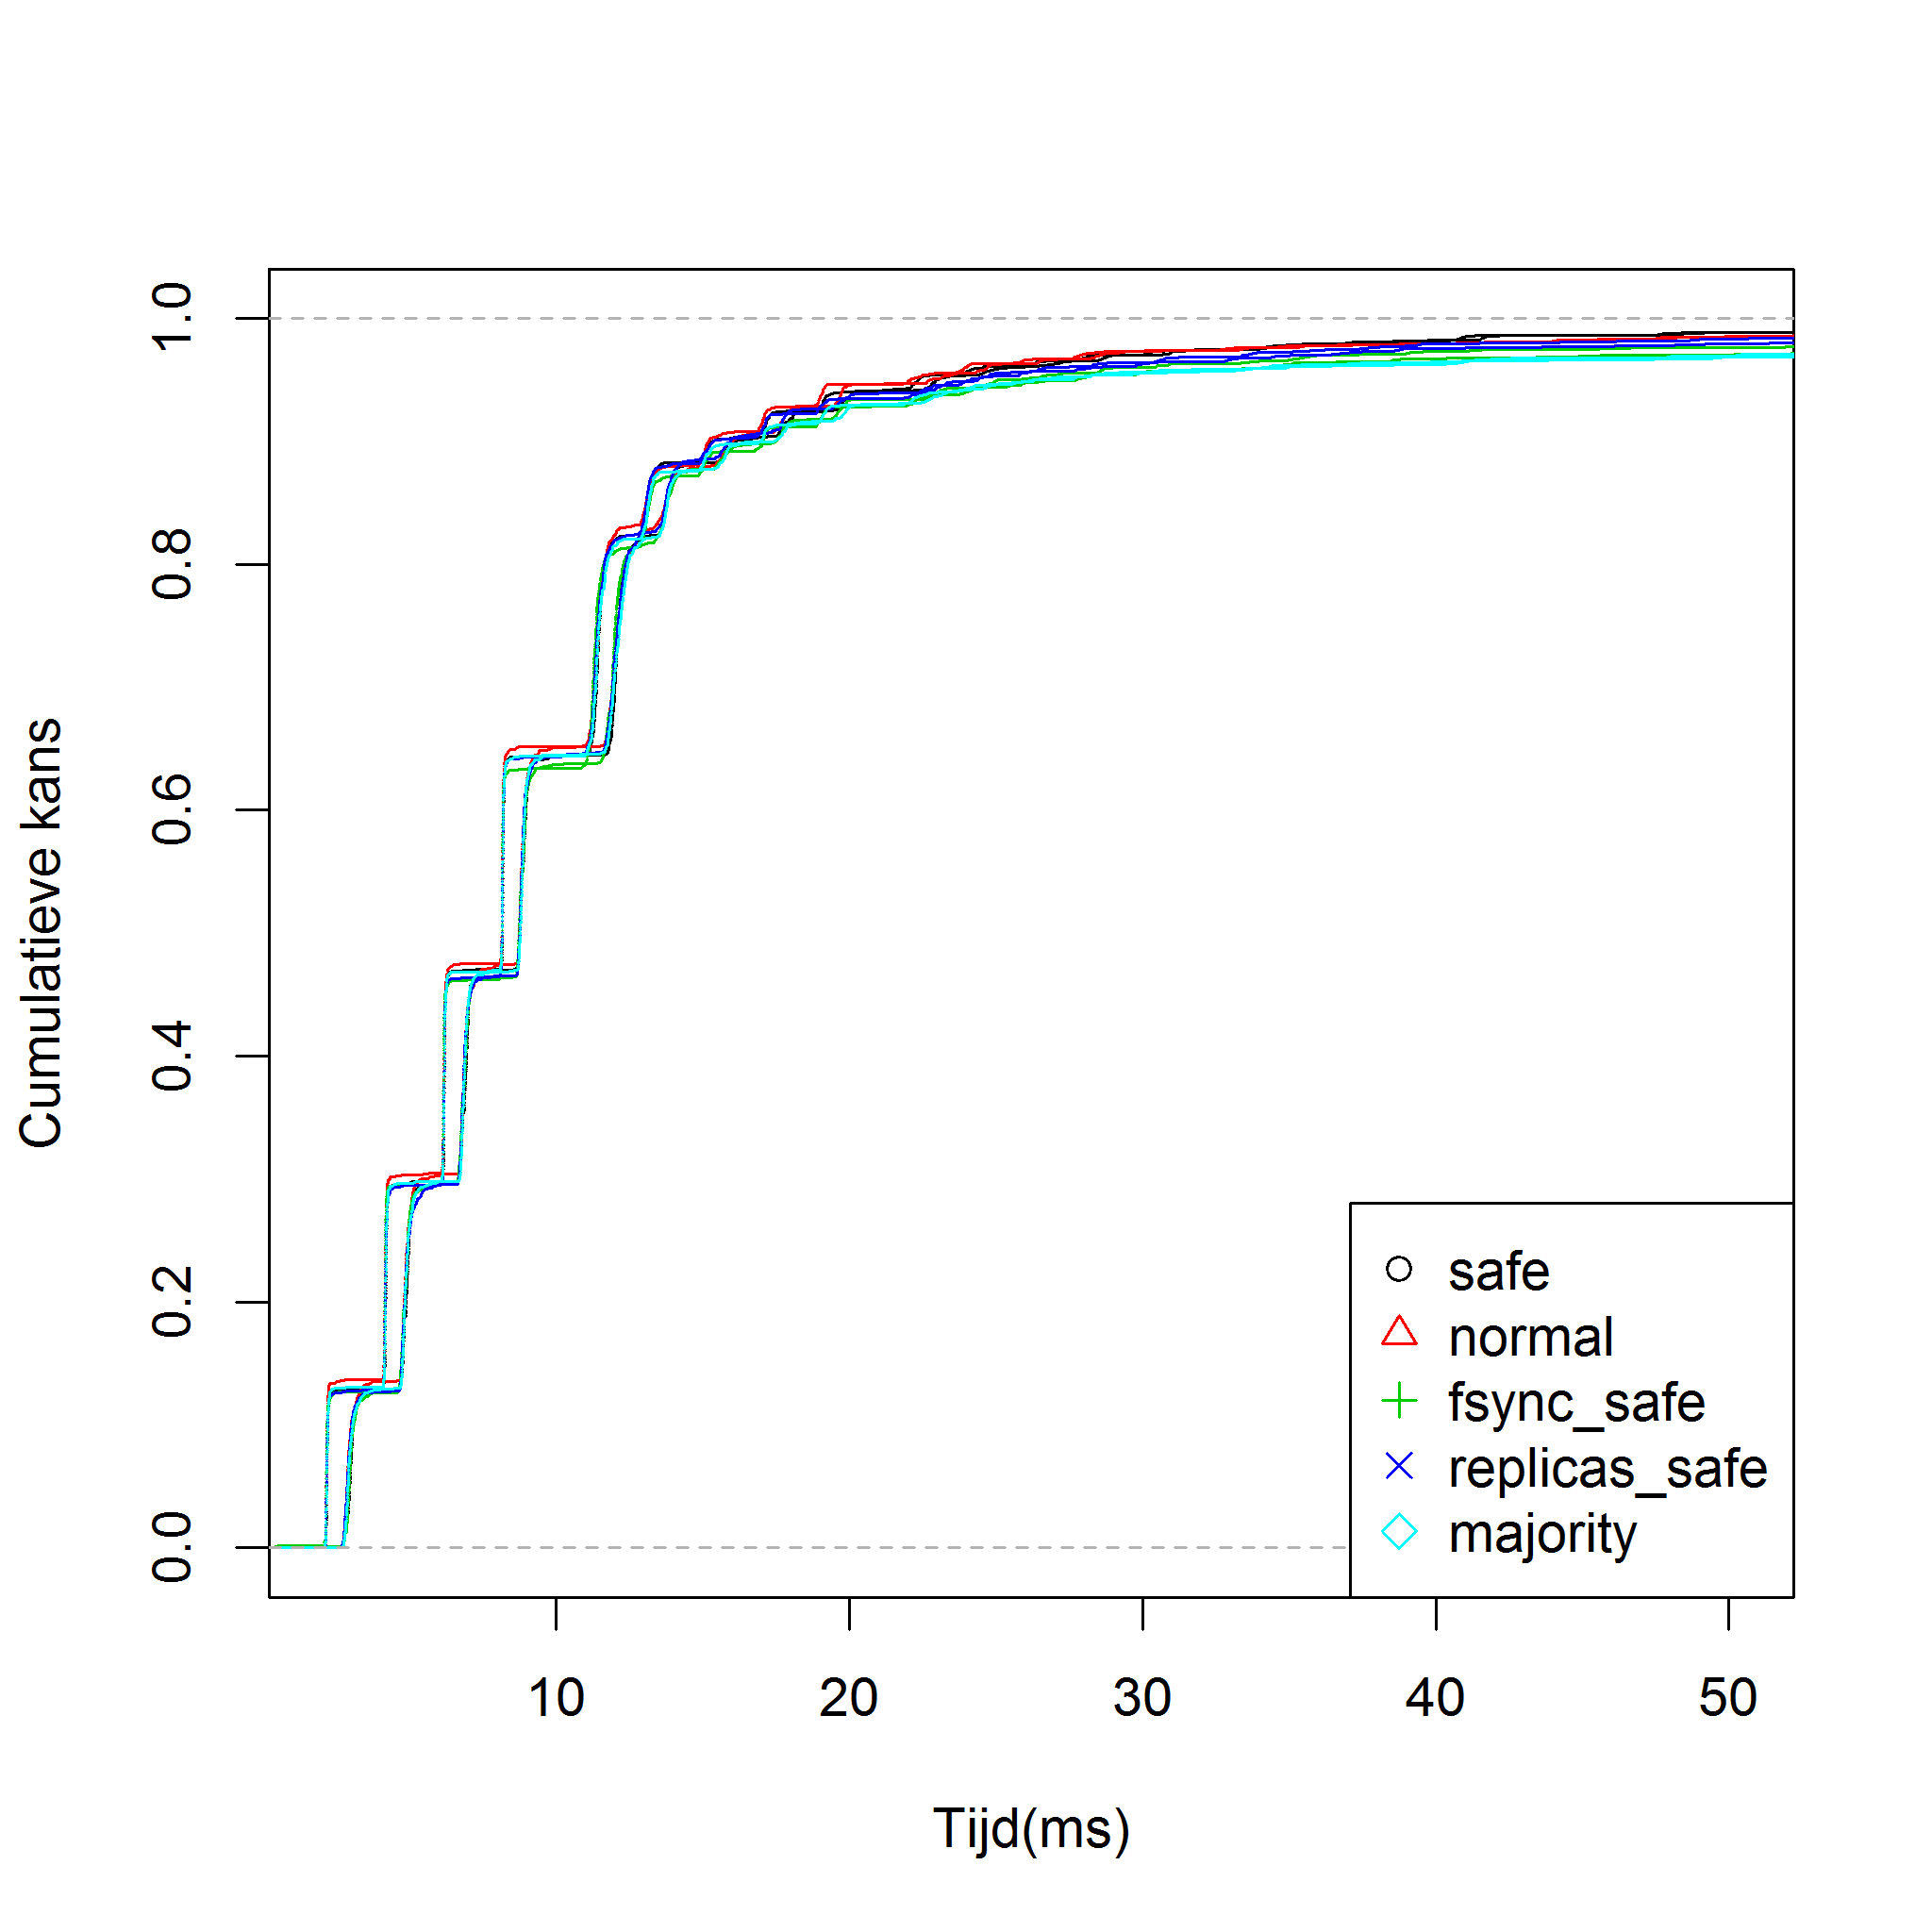 Cumulatieve kans
1.0
0.8
0.6
0.4
0.2
0.0
safe
normal
fsync_safe
replicas_safe
majority
10 20 30 40 50
Tijd(ms)